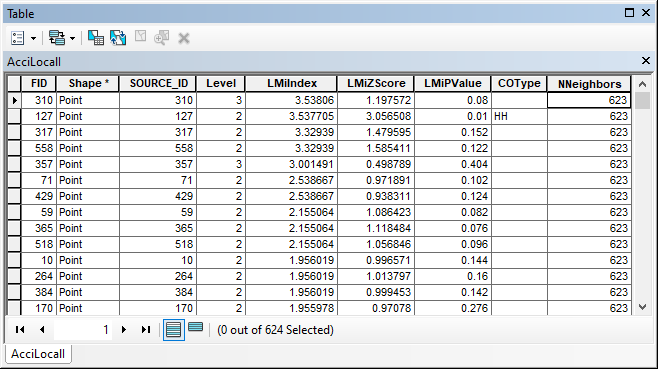 Table
AcciLocalI
FID Shape * SOURCE_ID Level LMiIndex LMiZScore LMiPValue COType NNeighbors
310 Point 310 3 3.53806 1.197572 0.08 623
127 Point 127 2 3.537705 3.056508 0.01 HH 623
317 Point 317 2 3.32939 1.479595 0.152 623
558 Point 558 2 3.32939 1.585411 0.122 623
357 Point 357 3 3.001491 0.498789 0.404 623
71 Point 71 2 2.538667 0.971891 0.102 623
429 Point 429 2 2.538667 0.938311 0.124 623
59 Point 59 2 2.155064 1.086423 0.082 623
365 Point 365 2 2.155064 1.118484 0.076 623
518 Point 518 2 2.155064 1.056846 0.096 623
10 Point 10 2 1.956019 0.996571 0.144 623
264 Point 264 2 1.956019 1.013797 0.16 623
384 Point 384 2 1.956019 0.999453 0.142 623
170 Point 170 2 1.955978 0.97078 0.276 623
1 (0 out of 624 Selected)
AcciLocalI